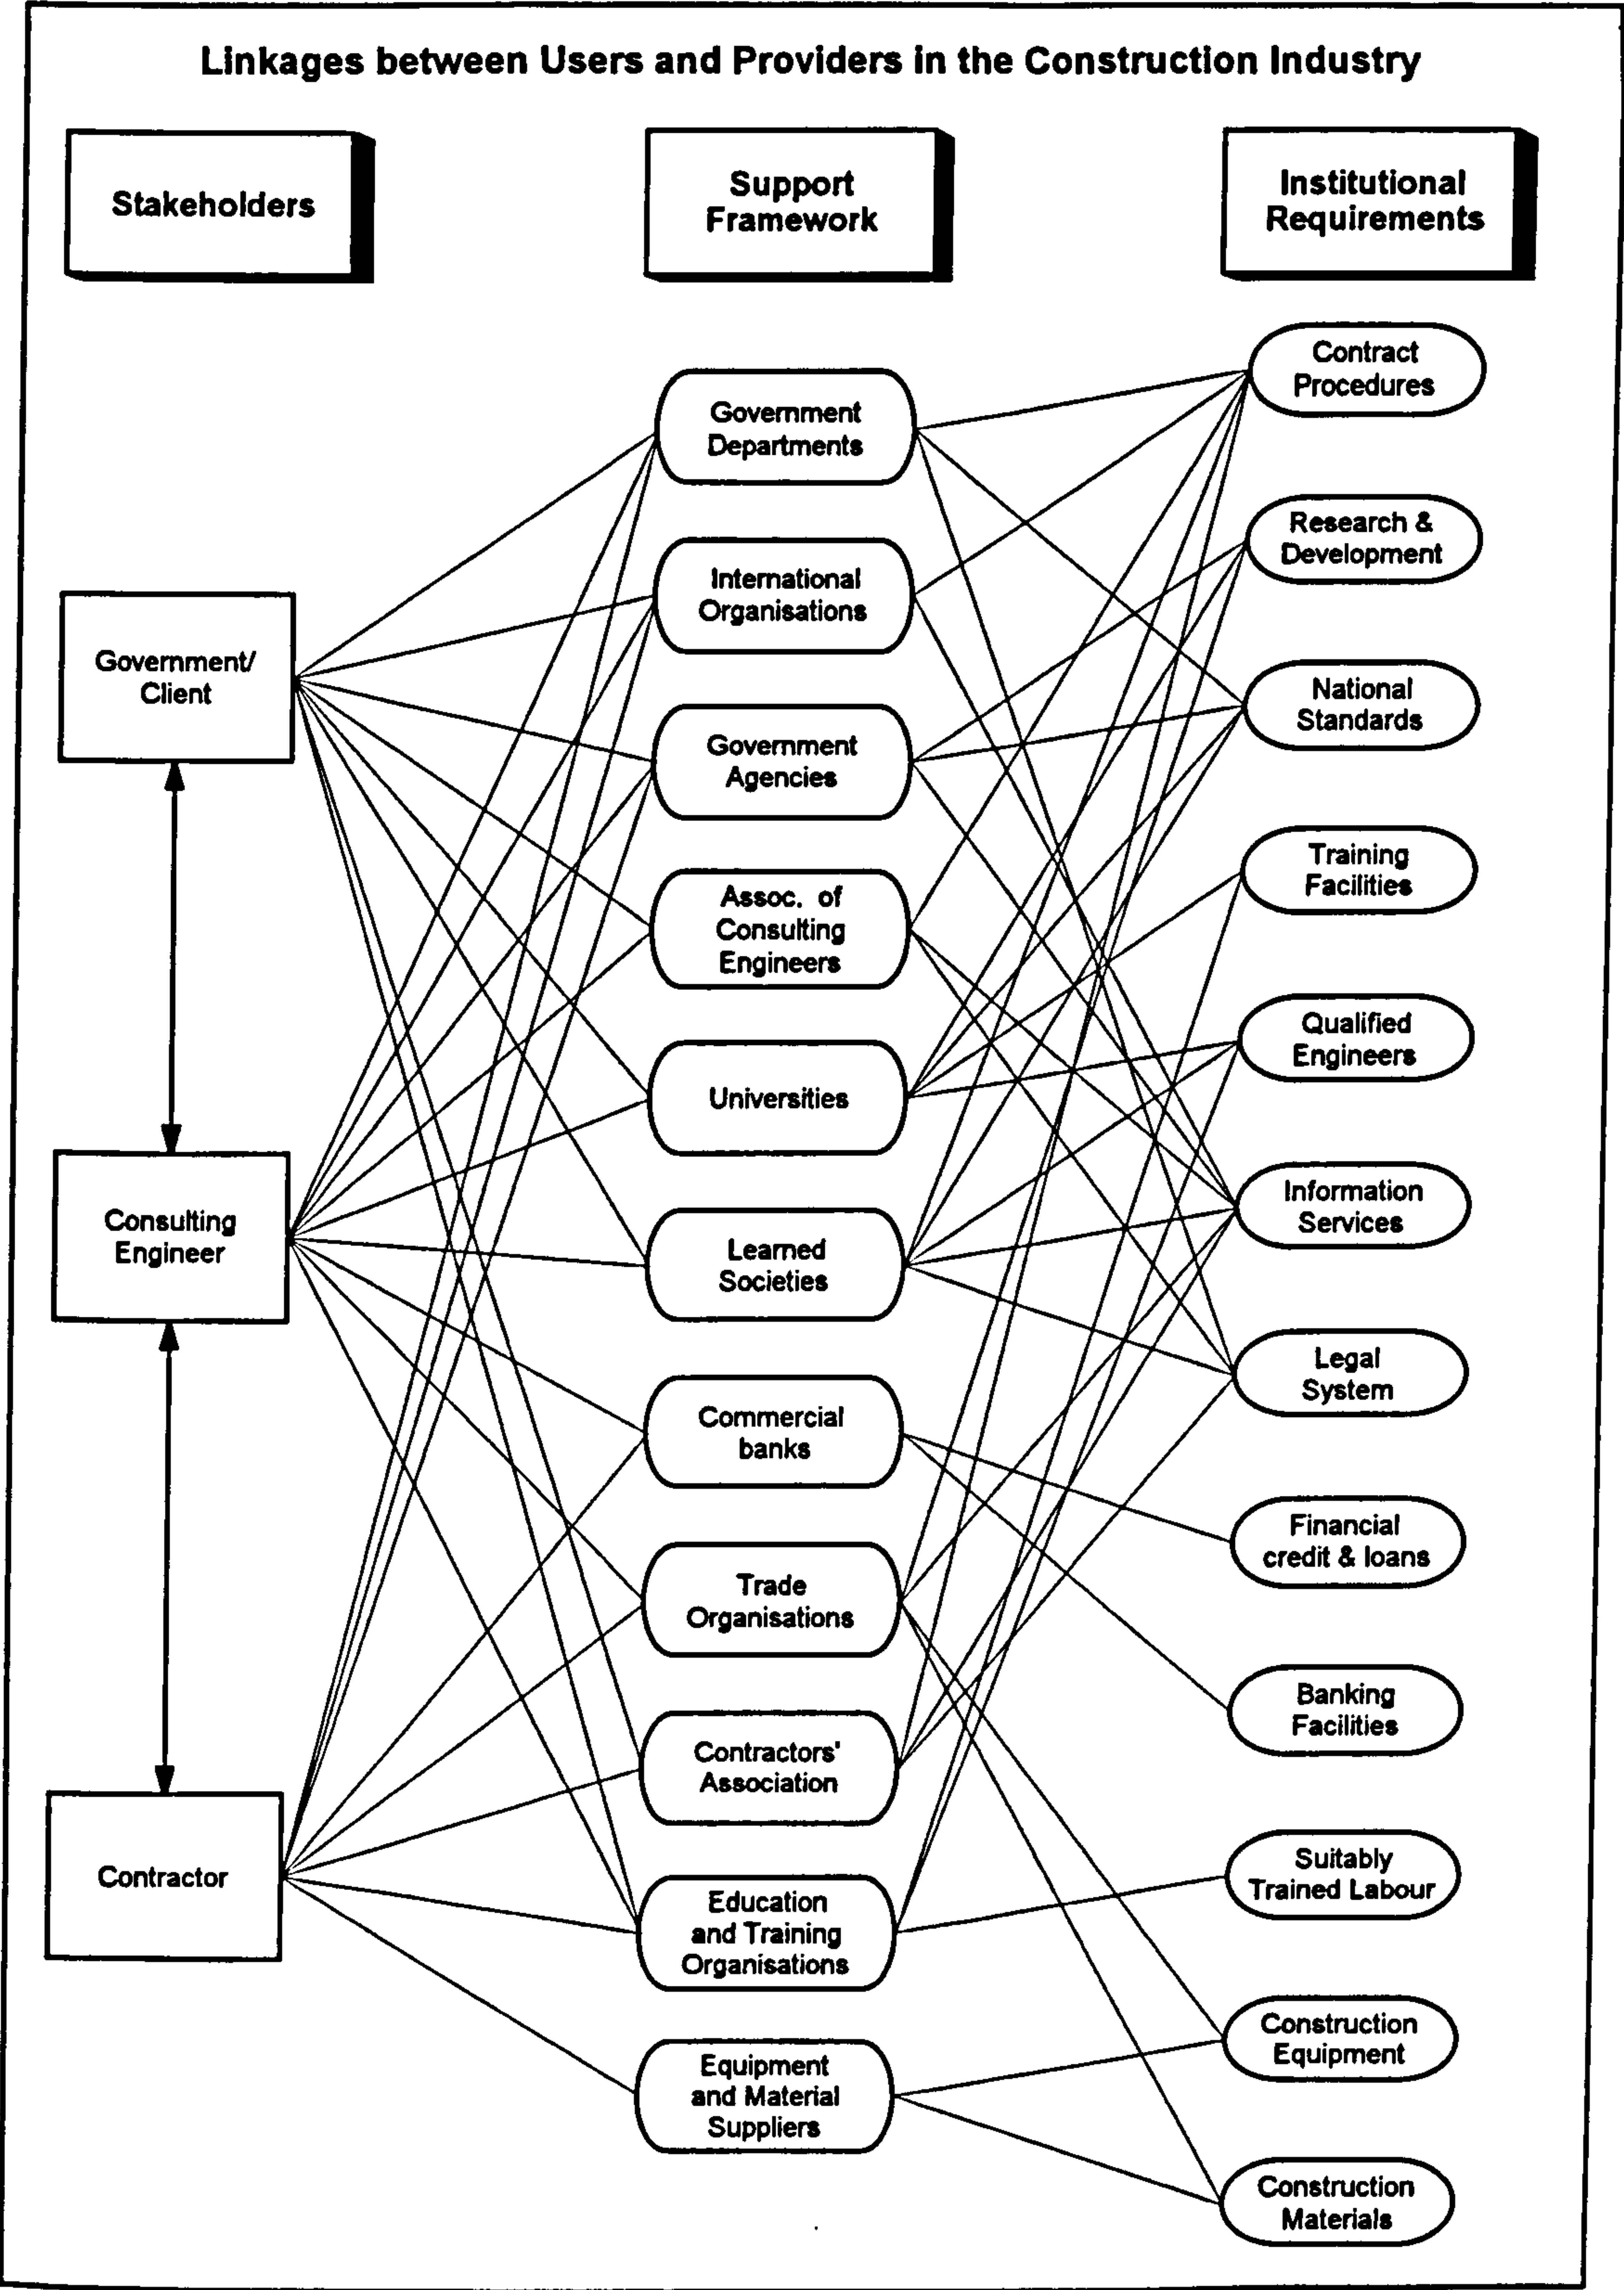 Linkages between Users and Providers in the Construction Industry
Stakeholders
Support
Framework
Institutional
Requirements
Government/
Client
Consulting
Engineer
Contractor
Government
Departments
International
Organisations
Government
Agencies
Assoc. of
Consulting
Engineers
Universities
Learned
Societies
Commercial
banks
Trade
Organisations
Contractors'
Association
Education
and Training
Organisations
Equipment
and Material
Suppliers
Contract
Procedures
Research &
Development
National
Standards
Training
Facilities
Qualified
Engineers
Information
Services
Legal
System
Financial
credit & loans
Banking
Facilities
Suitably
Trained Labour
Construction
Equipment
Construction
Materials